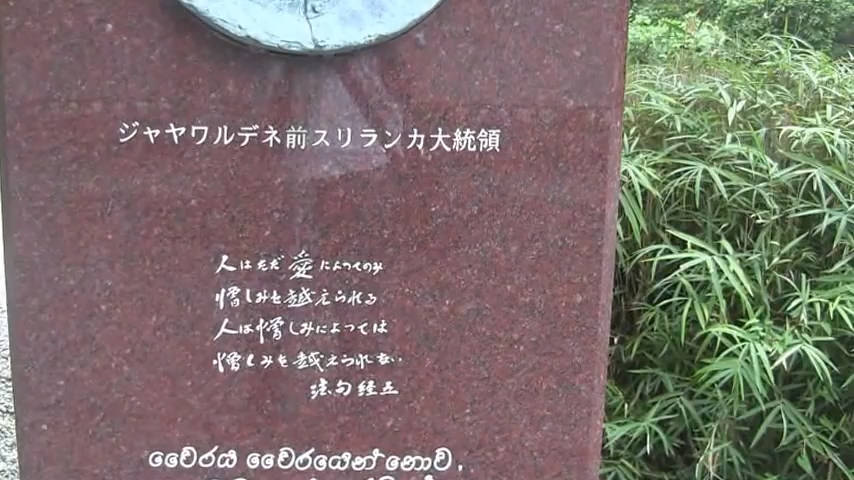 ジャヤワルデネ前スリランカ大統領
人はただ愛によってのみ
憎しみを越えられる
人は憎しみによっては
憎しみを越えられない
法句経五
වෛරය වෛරයෙන් නොව,